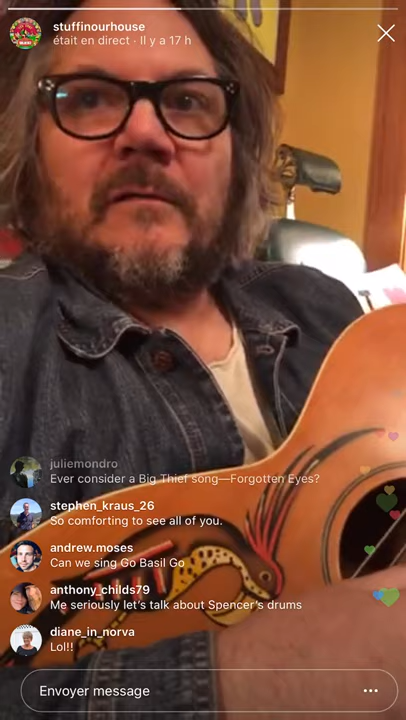 stuffinourhouse
était en direct · Il y a 17 h
juliemondro
Ever consider a Big Thief song—Forgotten Eyes?
stephen_kraus_26
So comforting to see all of you.
andrew.moses
Can we sing Go Basil Go
anthony_childs79
Me seriously let's talk about Spencer's drums
diane_in_norva
Lol!!
Envoyer message